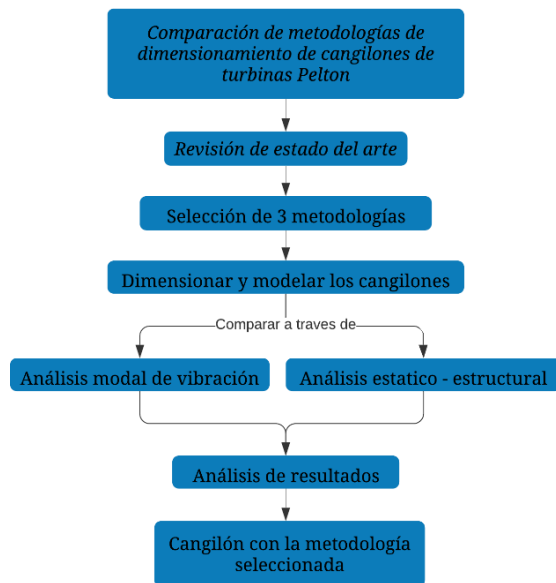 Comparación de metodologías de
dimensionamiento de cangilones de
turbinas Pelton
Revisión de estado del arte
Selección de 3 metodologías
Dimensionar y modelar los cangilones
Comparar a traves de
Análisis modal de vibración
Análisis estatico - estructural
Análisis de resultados
Cangilón con la metodología
seleccionada